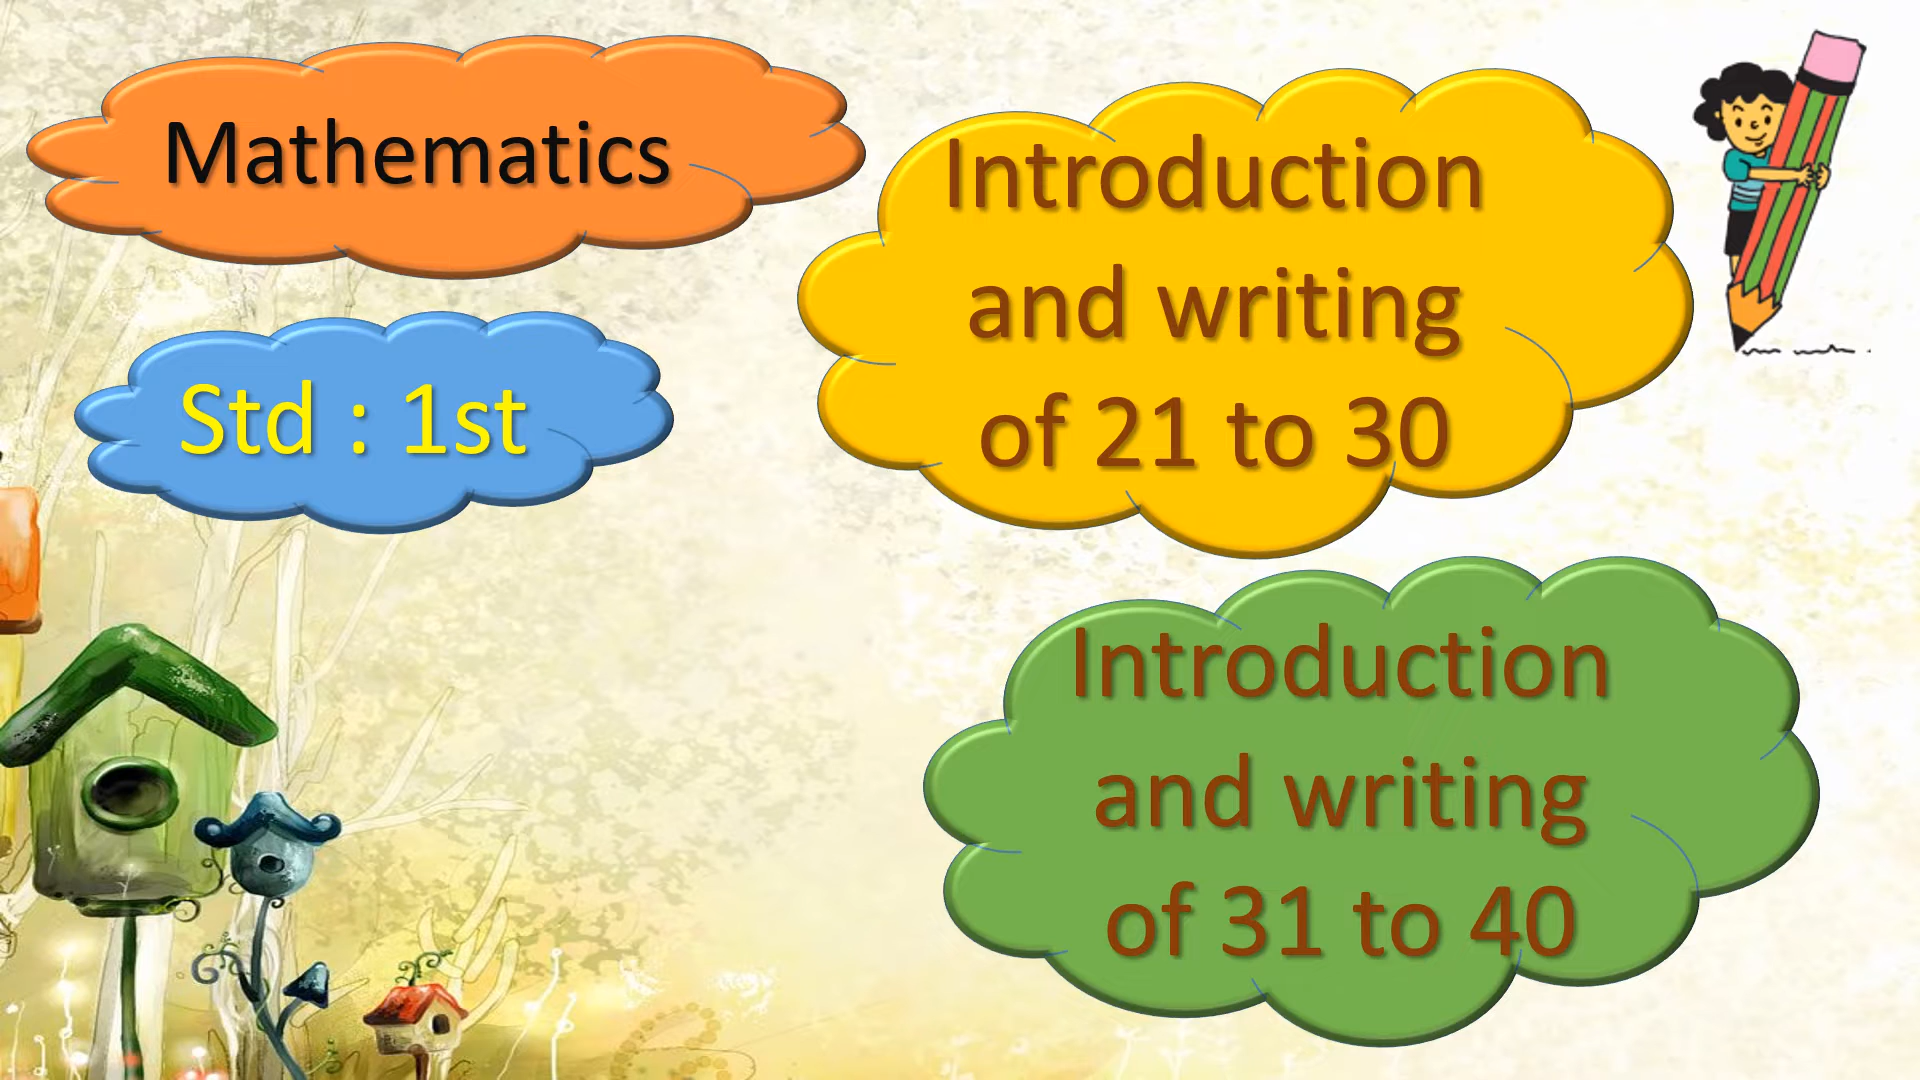 Mathematics
Std : 1st
Introduction
and writing
of 21 to 30
Introduction
and writing
of 31 to 40